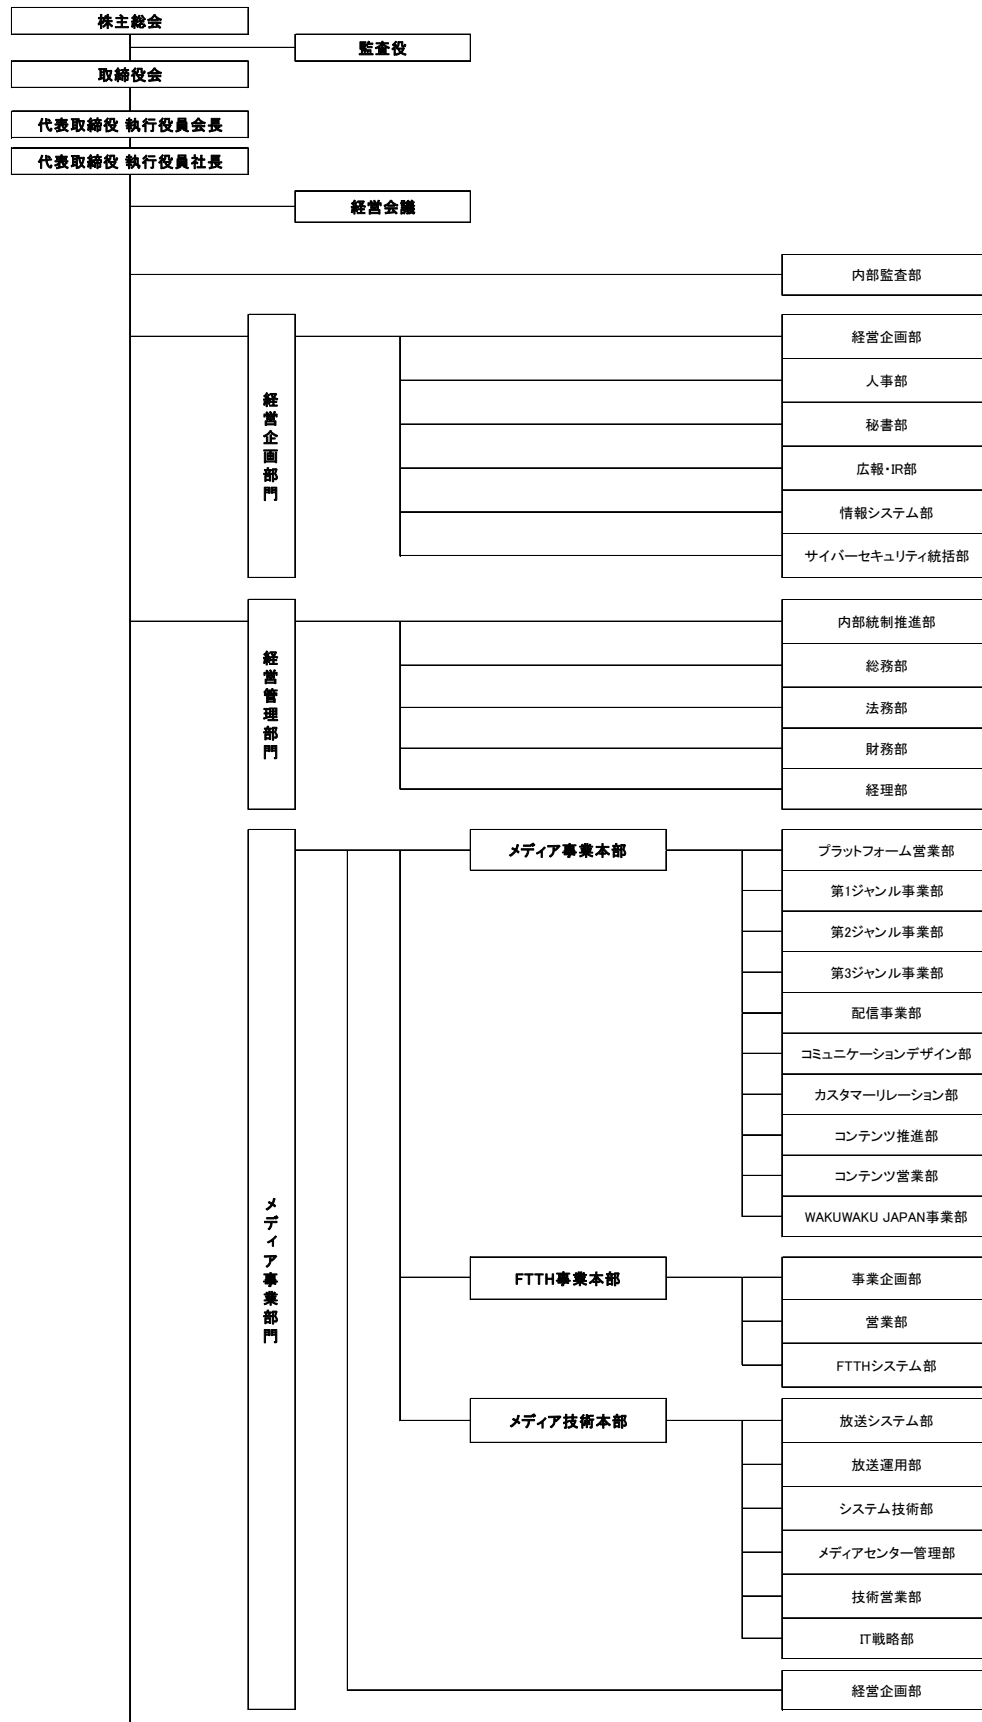 株主総会
監査役
取締役会
代表取締役 執行役員会長
代表取締役 執行役員社長
経営会議
内部監査部
経営企画部門
経営企画部
人事部
秘書部
広報・IR部
情報システム部
サイバーセキュリティ統括部
経営管理部門
内部統制推進部
総務部
法務部
財務部
経理部
メディア事業部門
メディア事業本部
プラットフォーム営業部
第1ジャンル事業部
第2ジャンル事業部
第3ジャンル事業部
配信事業部
コミュニケーションデザイン部
カスタマーリレーション部
コンテンツ推進部
コンテンツ営業部
WAKUWAKU JAPAN事業部
FTTH事業本部
事業企画部
営業部
FTTHシステム部
メディア技術本部
放送システム部
放送運用部
システム技術部
メディアセンター管理部
技術営業部
IT戦略部
経営企画部